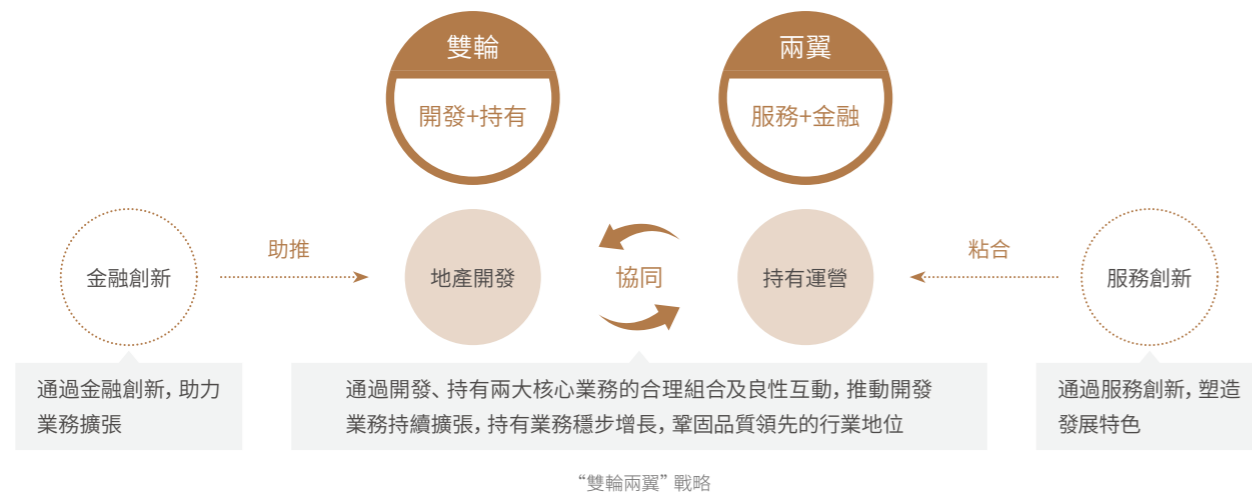 雙輪
開發+持有
兩翼
服務+金融
金融創新
助推
地產開發
協同
持有運營
粘合
服務創新
通過金融創新, 助力
業務擴張
通過開發、持有兩大核心業務的合理組合及良性互動, 推動開發
業務持續擴張, 持有業務穩步增長, 鞏固品質領先的行業地位
通過服務創新, 塑造
發展特色
“雙輪兩翼” 戰略